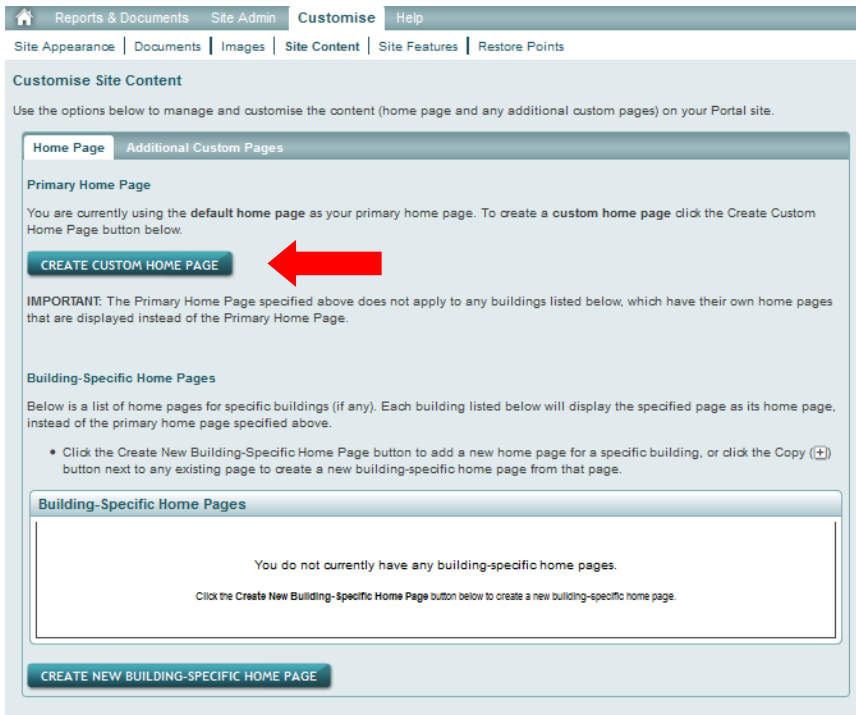 Reports & Documents Site Admin Customise Help
Site Appearance | Documents | Images | Site Content | Site Features | Restore Points
Customise Site Content
Use the options below to manage and customise the content (home page and any additional custom pages) on your Portal site.
Home Page Additional Custom Pages
Primary Home Page
You are currently using the default home page as your primary home page. To create a custom home page click the Create Custom
Home Page button below.
CREATE CUSTOM HOME PAGE
IMPORTANT: The Primary Home Page specified above does not apply to any buildings listed below, which have their own home pages
that are displayed instead of the Primary Home Page.
Building-Specific Home Pages
Below is a list of home pages for specific buildings (if any). Each building listed below will display the specified page as its home page,
instead of the primary home page specified above.
• Click the Create New Building-Specific Home Page button to add a new home page for a specific building, or click the Copy (+)
button next to any existing page to create a new building-specific home page from that page.
Building-Specific Home Pages
You do not currently have any building-specific home pages.
Click the Create New Building-Specific Home Page button below to create a new building-specific home page.
CREATE NEW BUILDING-SPECIFIC HOME PAGE